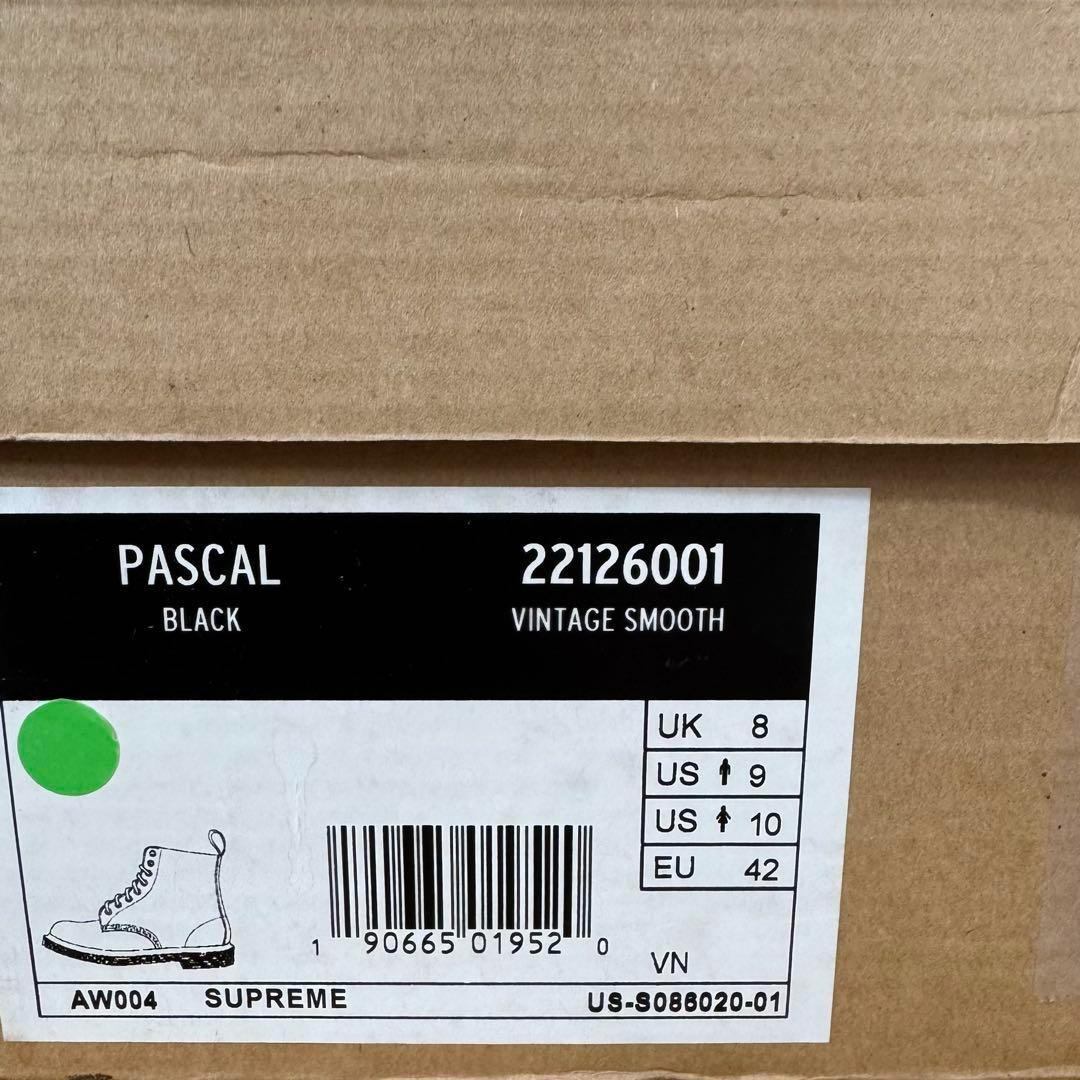 PASCAL 22126001
BLACK VINTAGE SMOOTH
UK 8
US 9
US 10
EU 42
1 90665 01952 0
VN
AW004 SUPREME US-S086020-01